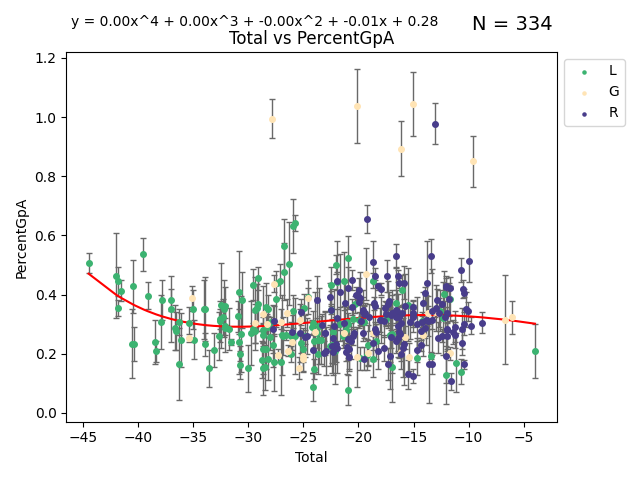 y = 0.00x^4 + 0.00x^3 + -0.00x^2 + -0.01x + 0.28
N = 334
Total vs PercentGpA
1.2
1.0
0.8
0.6
0.4
0.2
0.0
PercentGpA
−45
−40
−35
−30
−25
−20
−15
−10
−5
Total
L
G
R